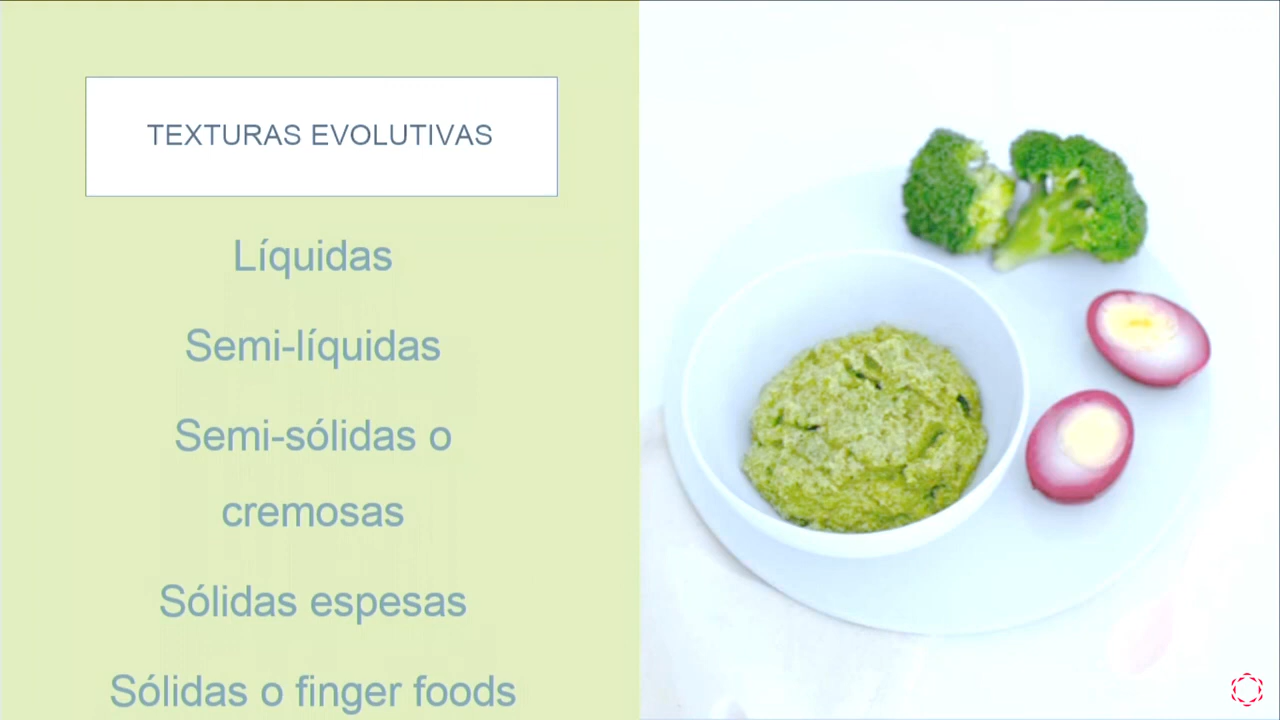 TEXTURAS EVOLUTIVAS
Líquidas
Semi-líquidas
Semi-sólidas o
cremosas
Sólidas espesas
Sólidas o finger foods